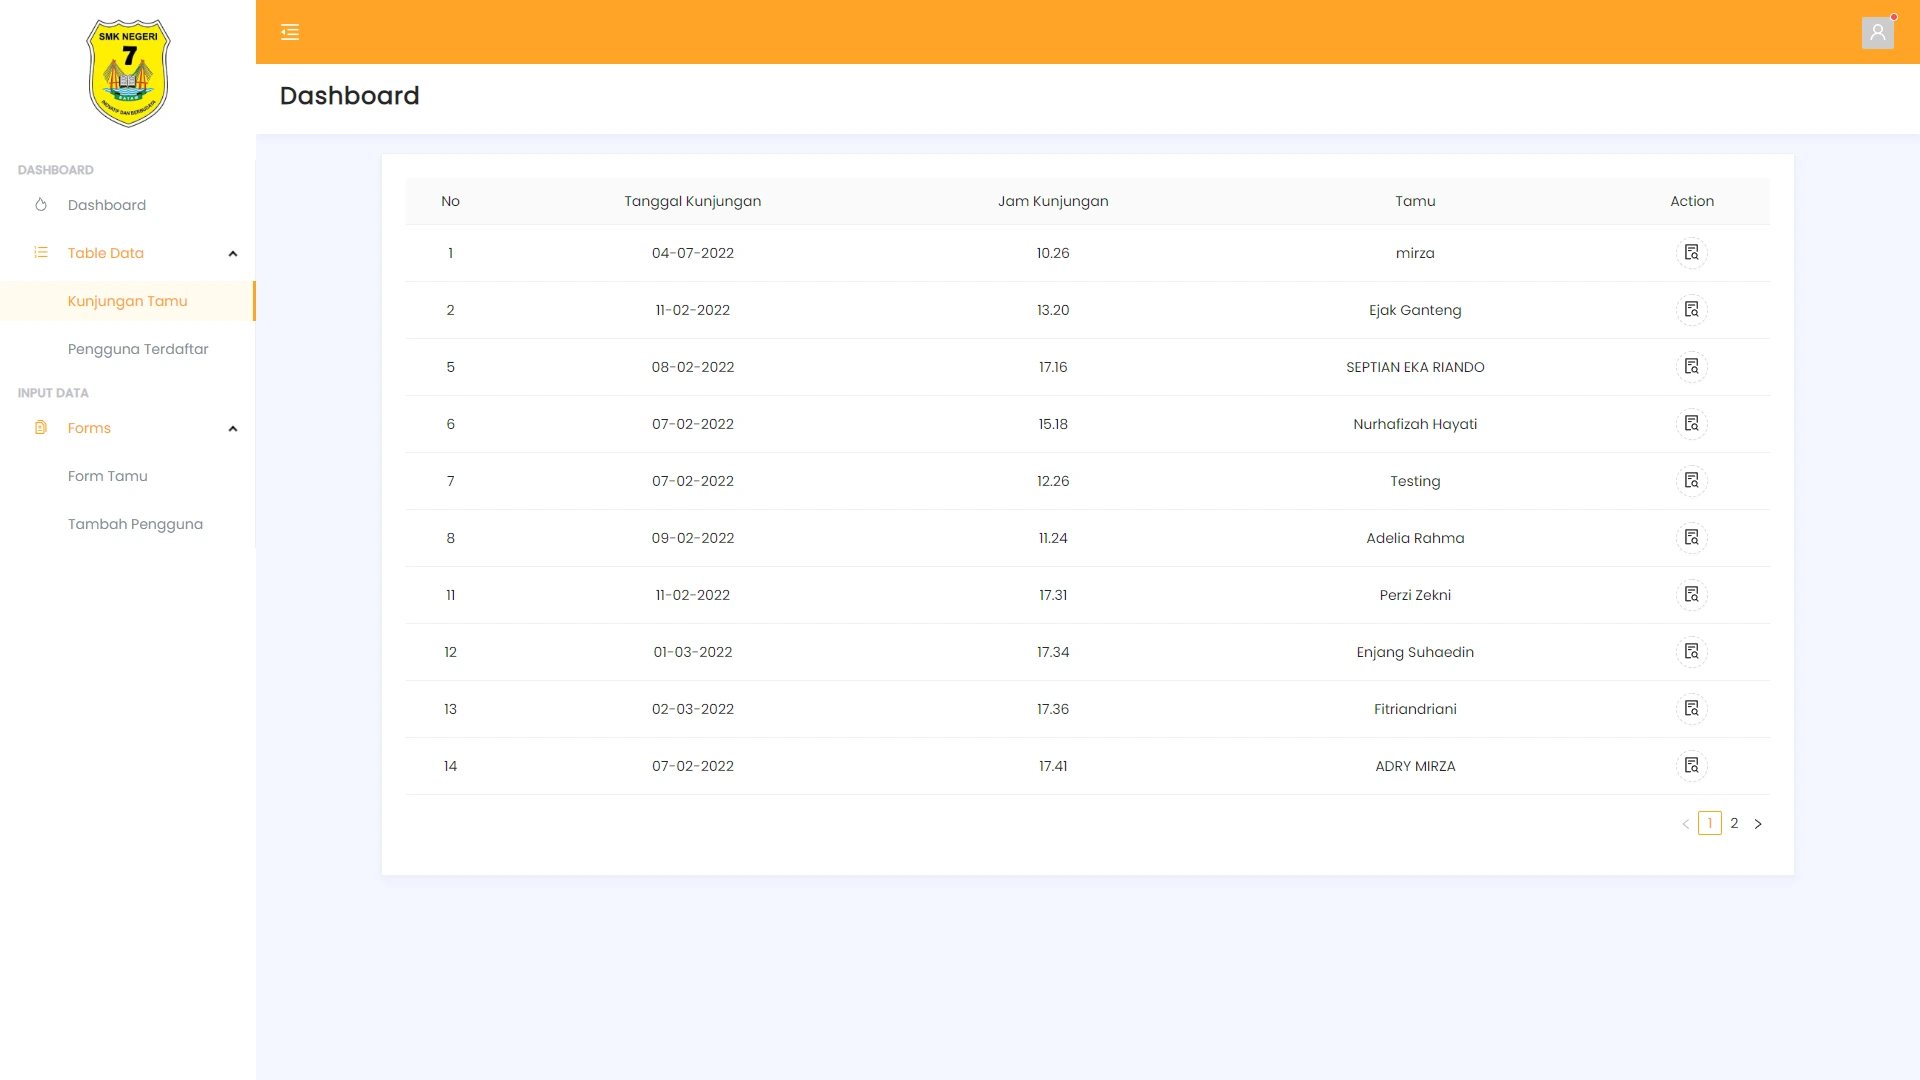 SMK NEGERI
7
BATAM
INOVATIF DAN BERBUDAYA
Dashboard
DASHBOARD
Dashboard
Table Data
Kunjungan Tamu
Pengguna Terdaftar
INPUT DATA
Forms
Form Tamu
Tambah Pengguna
No Tanggal Kunjungan Jam Kunjungan Tamu Action
1 04-07-2022 10.26 mirza
2 11-02-2022 13.20 Ejak Ganteng
5 08-02-2022 17.16 SEPTIAN EKA RIANDO
6 07-02-2022 15.18 Nurhafizah Hayati
7 07-02-2022 12.26 Testing
8 09-02-2022 11.24 Adelia Rahma
11 11-02-2022 17.31 Perzi Zekni
12 01-03-2022 17.34 Enjang Suhaedin
13 02-03-2022 17.36 Fitriandriani
14 07-02-2022 17.41 ADRY MIRZA
< 1 2 >